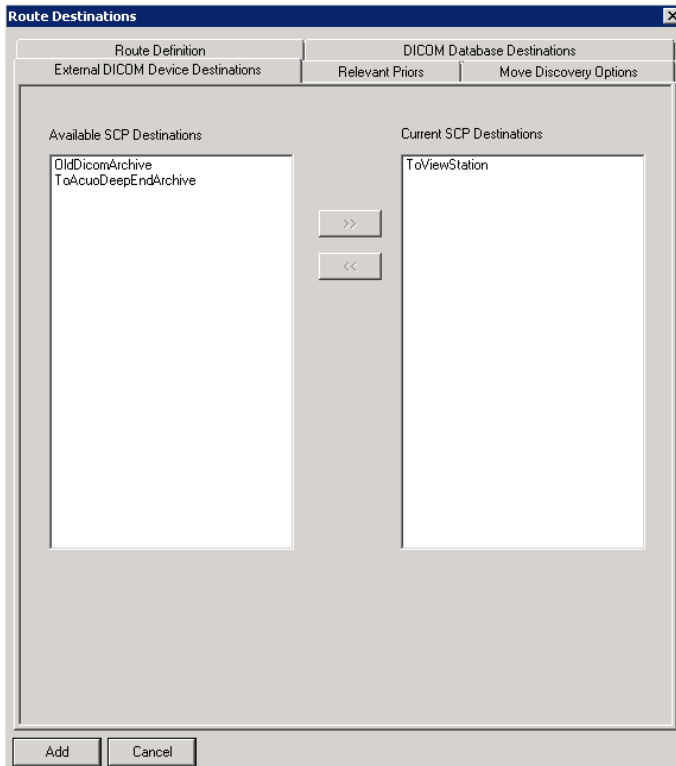 Route Destinations
Route Definition
DICOM Database Destinations
External DICOM Device Destinations
Relevant Priors
Move Discovery Options
Available SCP Destinations
Current SCP Destinations
OldDicomArchive
ToAcuoDeepEndArchive
ToViewStation
>>
<<
Add
Cancel